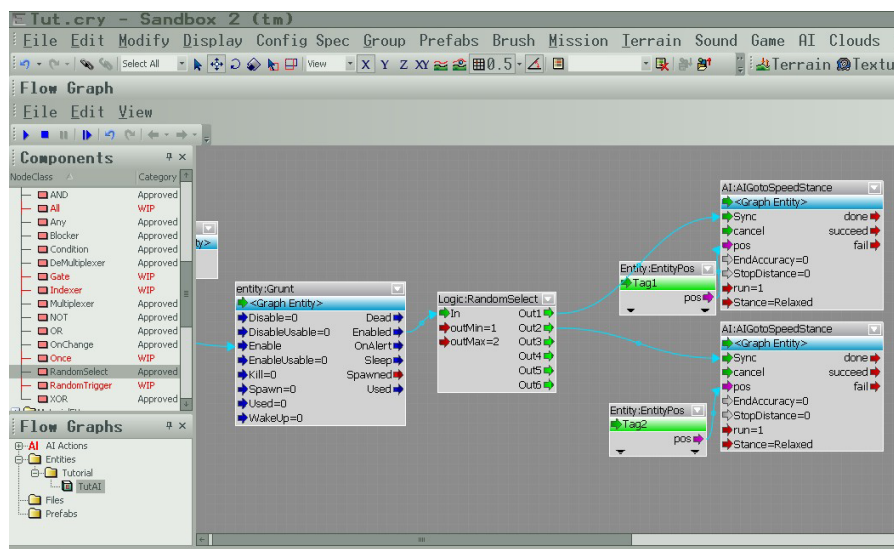 Tut.cry - Sandbox 2 (tm)
File Edit Modify Display Config Spec Group Prefabs Brush Mission Terrain Sound Game AI Clouds
Select All View X Y Z XY 0.5 Terrain Textu
Flow Graph
File Edit View
Components
NodeClass Category
AND Approved
All WIP
Any Approved
Blocker Approved
Condition Approved
DeMultiplexer Approved
Gate WIP
Indexer WIP
Multiplexer Approved
NOT Approved
OR Approved
OnChange Approved
Once WIP
RandomSelect Approved
RandomTrigger WIP
XOR Approved
Flow Graphs
AI AI Actions
Entities
Tutorial
TutAI
Files
Prefabs
ty>
entity:Grunt
<Graph Entity>
Disable=0 Dead
DisableUsable=0 Enabled
Enable OnAlert
EnableUsable=0 Sleep
Kill=0 Spawned
Spawn=0 Used
Used=0
WakeUp=0
Logic:RandomSelect
In Out1
outMin=1 Out2
outMax=2 Out3
Out4
Out5
Out6
Entity:EntityPos
Tag1
pos
Entity:EntityPos
Tag2
pos
AI:AIGotoSpeedStance
<Graph Entity>
Sync done
cancel succeed
pos fail
EndAccuracy=0
StopDistance=0
run=1
Stance=Relaxed
AI:AIGotoSpeedStance
<Graph Entity>
Sync done
cancel succeed
pos fail
EndAccuracy=0
StopDistance=0
run=1
Stance=Relaxed